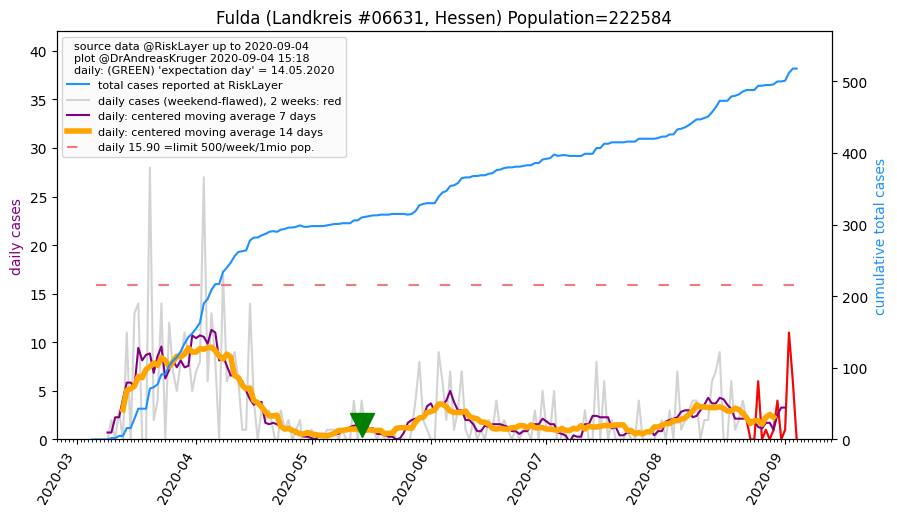 Fulda (Landkreis #06631, Hessen) Population=222584
source data @RiskLayer up to 2020-09-04
plot @DrAndreasKruger 2020-09-04 15:18
daily: (GREEN) 'expectation day' = 14.05.2020
total cases reported at RiskLayer
daily cases (weekend-flawed), 2 weeks: red
daily: centered moving average 7 days
daily: centered moving average 14 days
daily 15.90 =limit 500/week/1mio pop.
daily cases
40
35
30
25
20
15
10
5
0
cumulative total cases
500
400
300
200
100
0
2020-03
2020-04
2020-05
2020-06
2020-07
2020-08
2020-09